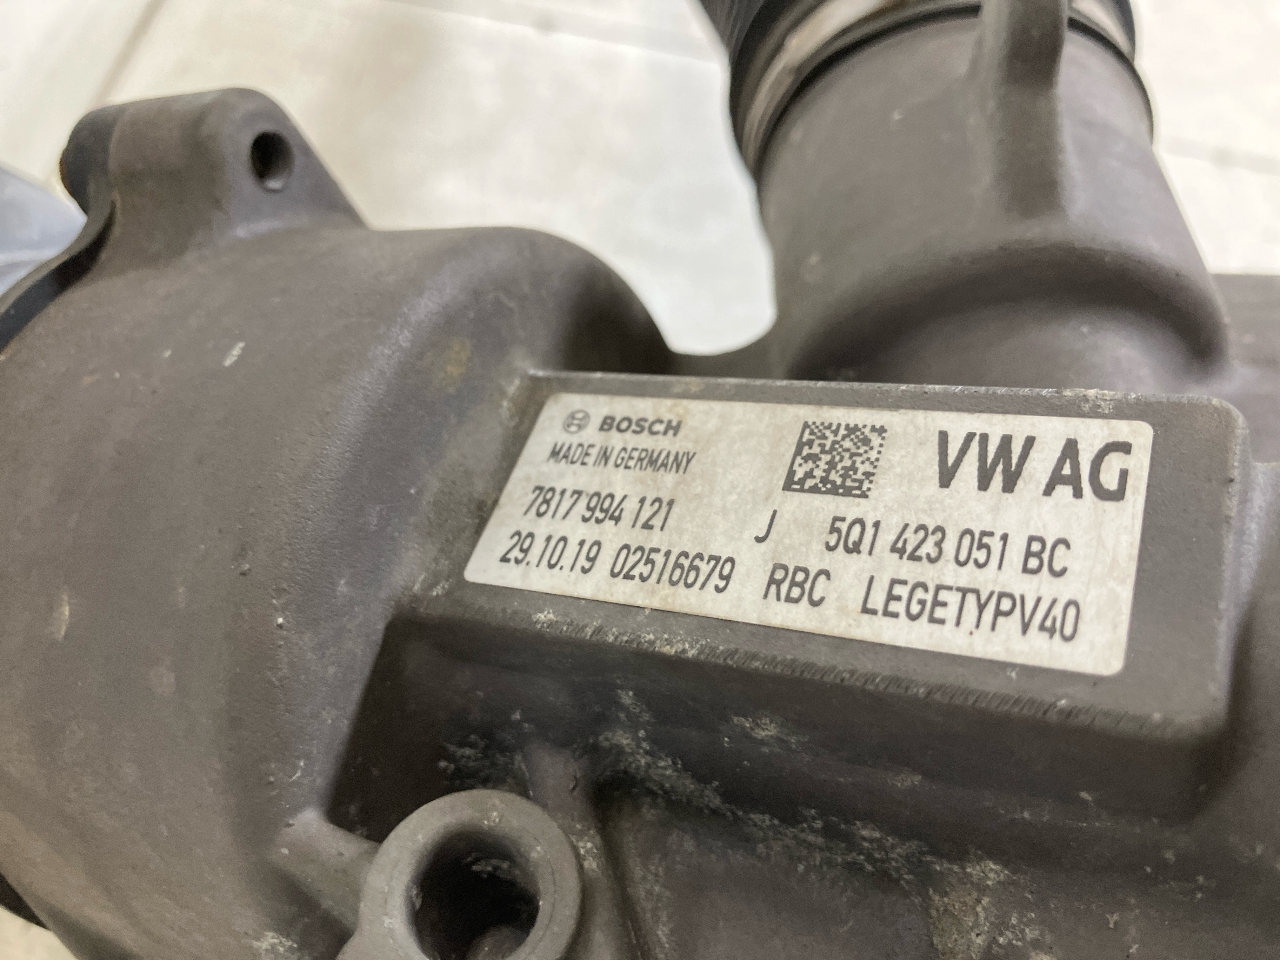 BOSCH
MADE IN GERMANY
7817 994 121
29.10.19 02516679
VW AG
J 5Q1 423 051 BC
RBC LEGETYPV40